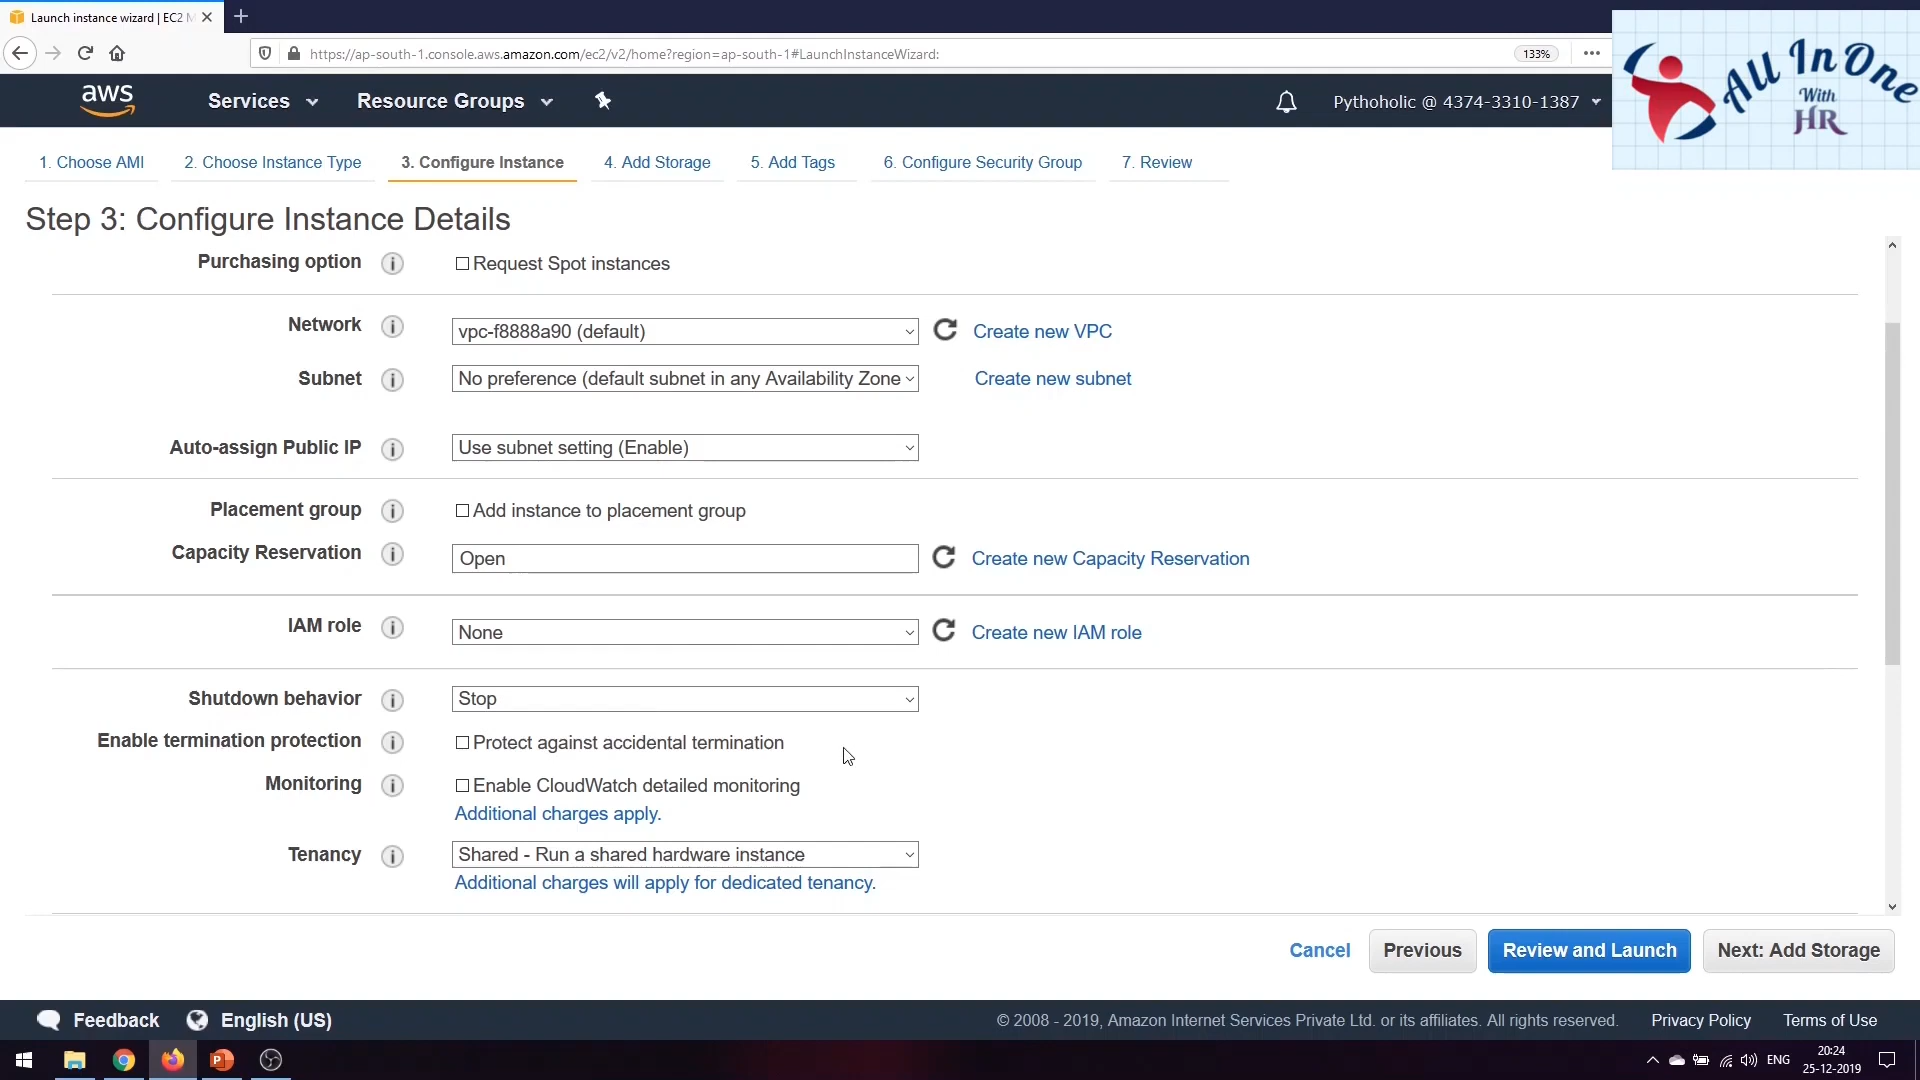 Launch instance wizard | EC2 M
https://ap-south-1.console.aws.amazon.com/ec2/v2/home?region=ap-south-1#LaunchInstanceWizard:
133%
All In One
With
HR
aws
Services
Resource Groups
Pythoholic @ 4374-3310-1387
1. Choose AMI
2. Choose Instance Type
3. Configure Instance
4. Add Storage
5. Add Tags
6. Configure Security Group
7. Review
Step 3: Configure Instance Details
Purchasing option
Request Spot instances
Network
vpc-f8888a90 (default)
Create new VPC
Subnet
No preference (default subnet in any Availability Zone
Create new subnet
Auto-assign Public IP
Use subnet setting (Enable)
Placement group
Add instance to placement group
Capacity Reservation
Open
Create new Capacity Reservation
IAM role
None
Create new IAM role
Shutdown behavior
Stop
Enable termination protection
Protect against accidental termination
Monitoring
Enable CloudWatch detailed monitoring
Additional charges apply.
Tenancy
Shared - Run a shared hardware instance
Additional charges will apply for dedicated tenancy.
Cancel
Previous
Review and Launch
Next: Add Storage
Feedback
English (US)
© 2008 - 2019, Amazon Internet Services Private Ltd. or its affiliates. All rights reserved.
Privacy Policy
Terms of Use
ENG
20:24
25-12-2019